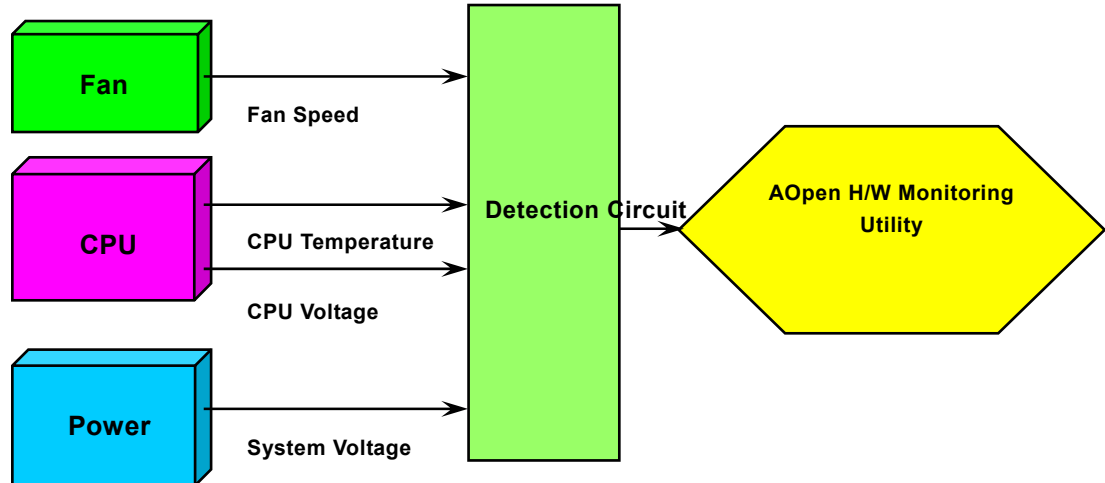 Fan
Fan Speed
CPU
CPU Temperature
CPU Voltage
Power
System Voltage
Detection Circuit
AOpen H/W Monitoring
Utility